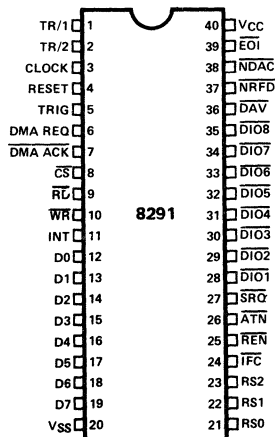 TR/1 1 40 VCC
TR/2 2 39 EOI
CLOCK 3 38 NDAC
RESET 4 37 NRFD
TRIG 5 36 DAV
DMA REQ 6 35 DIO8
DMA ACK 7 34 DIO7
CS 8 33 DIO6
RD 9 32 DIO5
WR 10 8291 31 DIO4
INT 11 30 DIO3
D0 12 29 DIO2
D1 13 28 DIO1
D2 14 27 SRQ
D3 15 26 ATN
D4 16 25 REN
D5 17 24 IFC
D6 18 23 RS2
D7 19 22 RS1
VSS 20 21 RS0